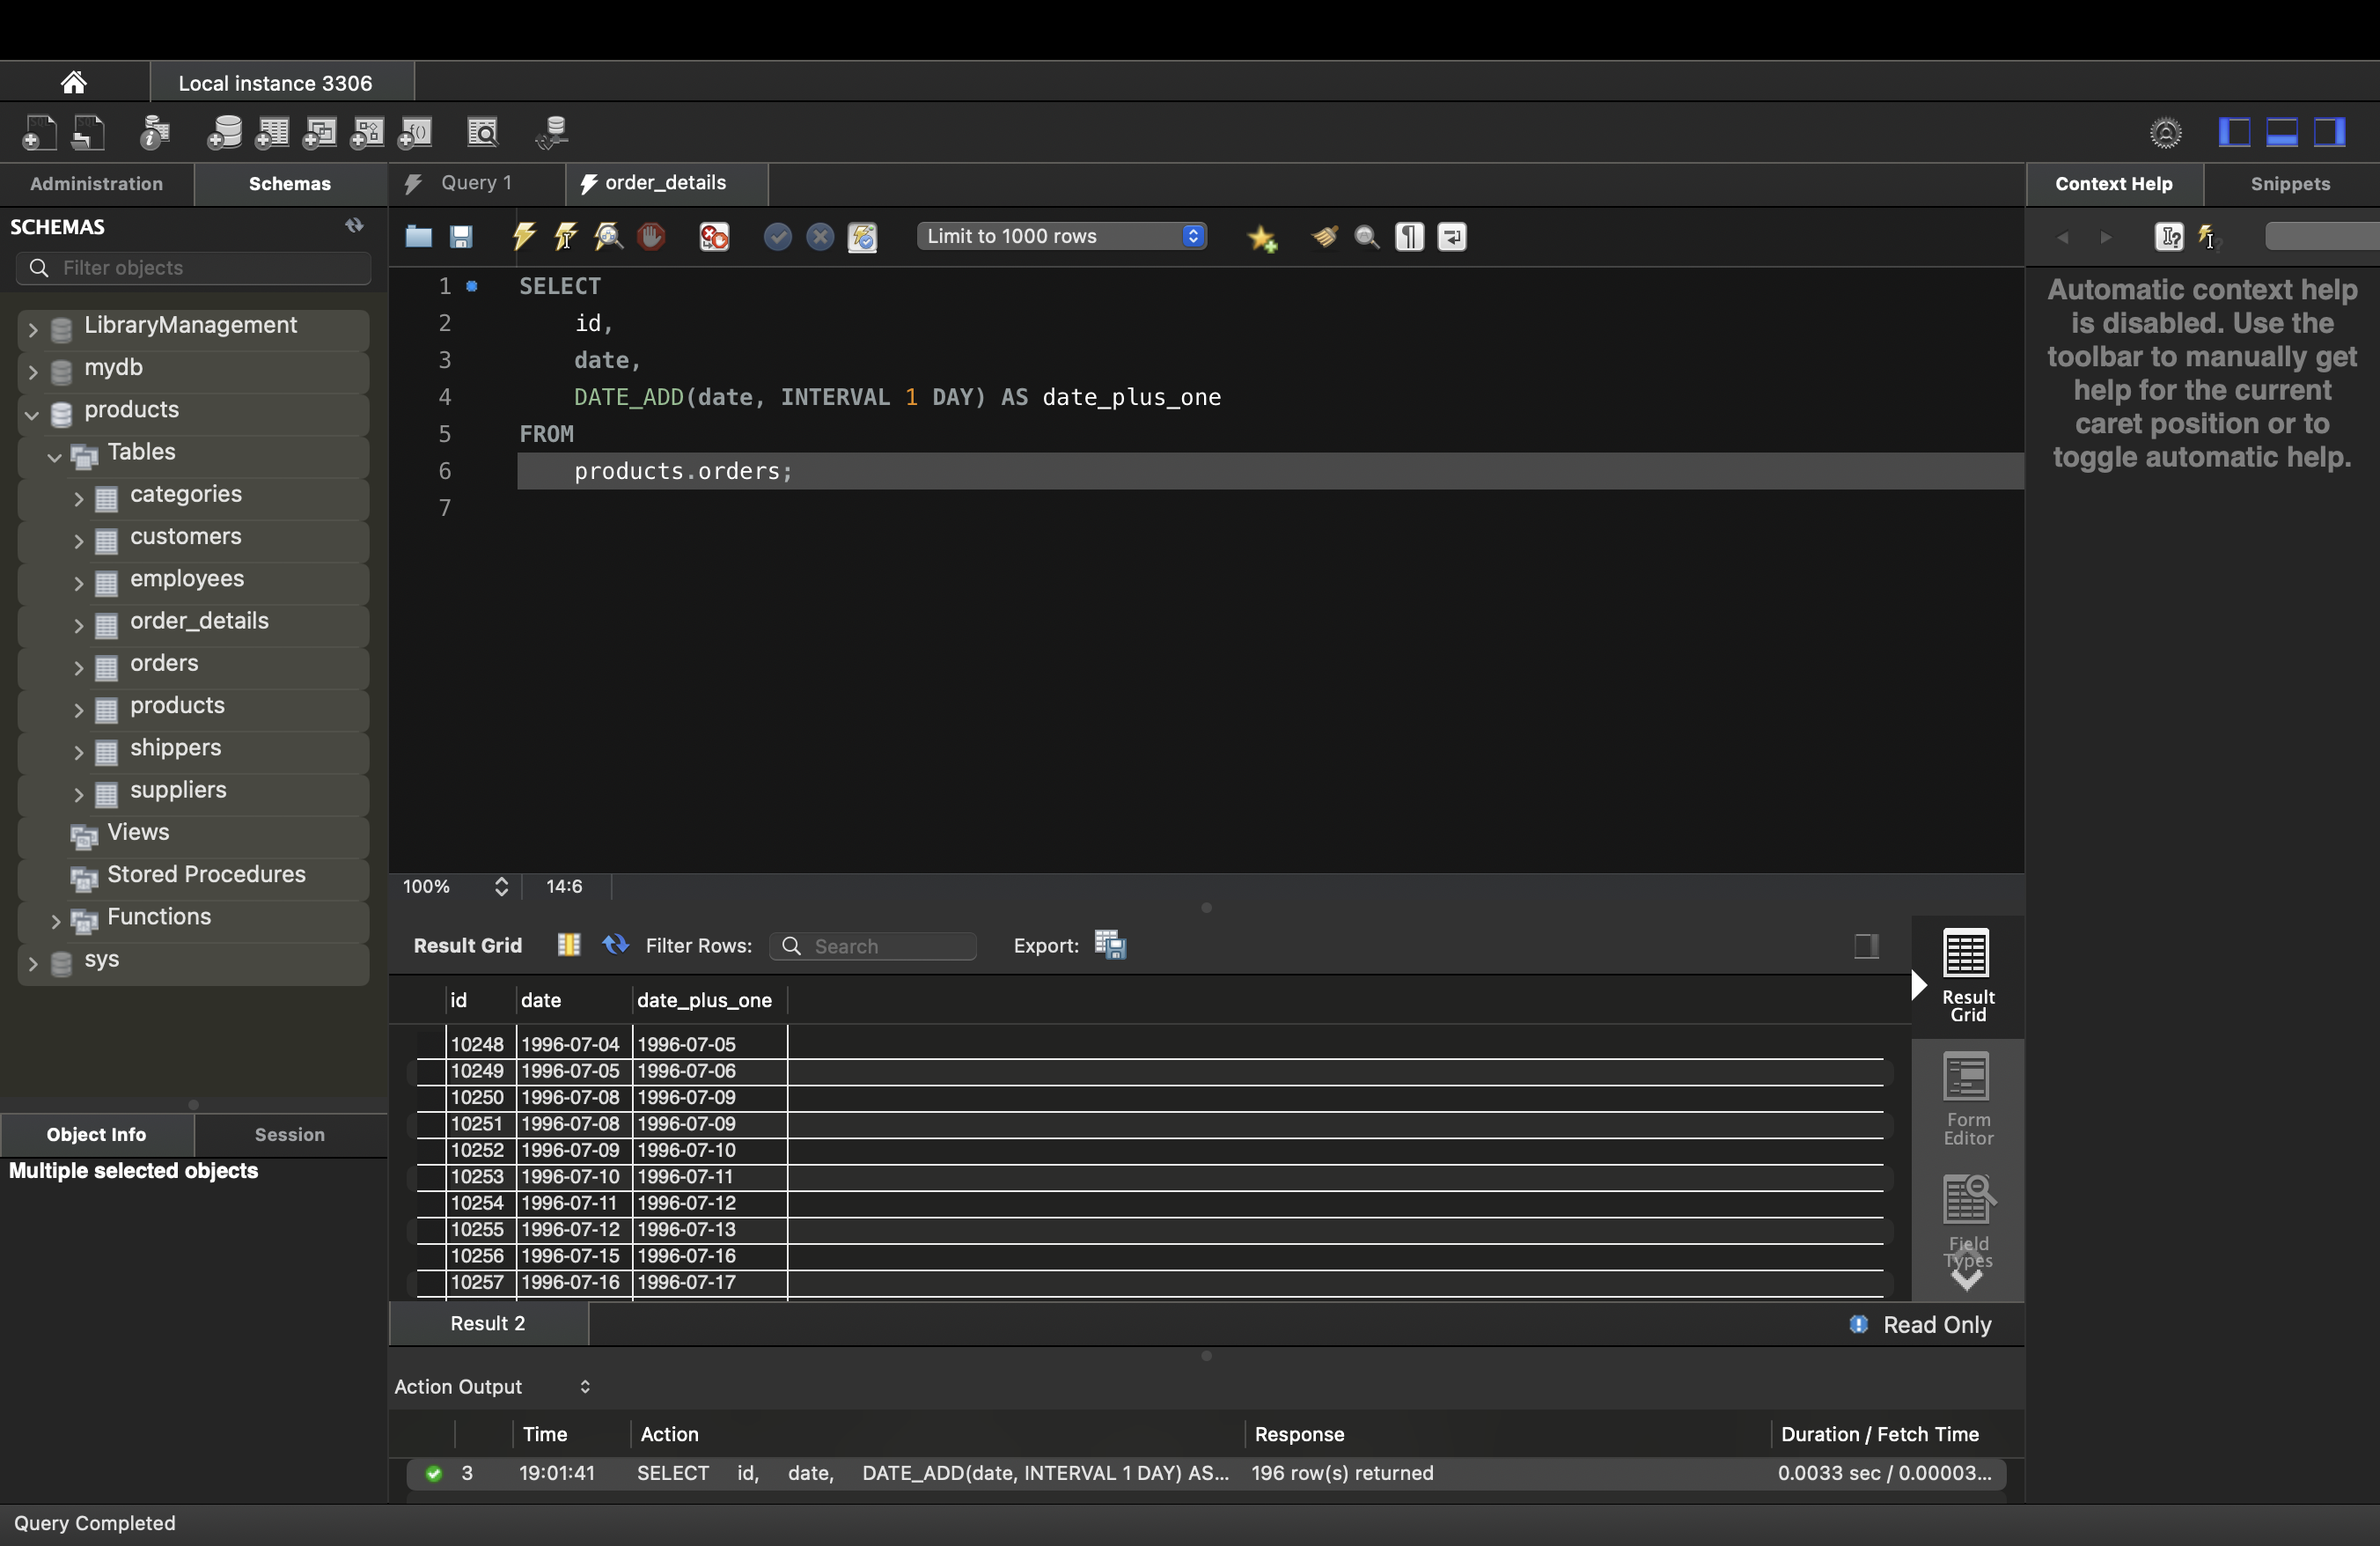 Local instance 3306
Administration
Schemas
SCHEMAS
Filter objects
LibraryManagement
mydb
products
Tables
categories
customers
employees
order_details
orders
products
shippers
suppliers
Views
Stored Procedures
Functions
sys
Object Info
Session
Multiple selected objects
Query 1
order_details
Limit to 1000 rows
1 SELECT
2 id,
3 date,
4 DATE_ADD(date, INTERVAL 1 DAY) AS date_plus_one
5 FROM
6 products.orders;
7
100% 14:6
Result Grid Filter Rows: Search Export:
id date date_plus_one
10248 1996-07-04 1996-07-05
10249 1996-07-05 1996-07-06
10250 1996-07-08 1996-07-09
10251 1996-07-08 1996-07-09
10252 1996-07-09 1996-07-10
10253 1996-07-10 1996-07-11
10254 1996-07-11 1996-07-12
10255 1996-07-12 1996-07-13
10256 1996-07-15 1996-07-16
10257 1996-07-16 1996-07-17
Result
Grid
Form
Editor
Field
Types
Result 2
Read Only
Action Output
Time Action Response Duration / Fetch Time
3 19:01:41 SELECT id, date, DATE_ADD(date, INTERVAL 1 DAY) AS... 196 row(s) returned 0.0033 sec / 0.00003...
Context Help
Snippets
Automatic context help
is disabled. Use the
toolbar to manually get
help for the current
caret position or to
toggle automatic help.
Query Completed